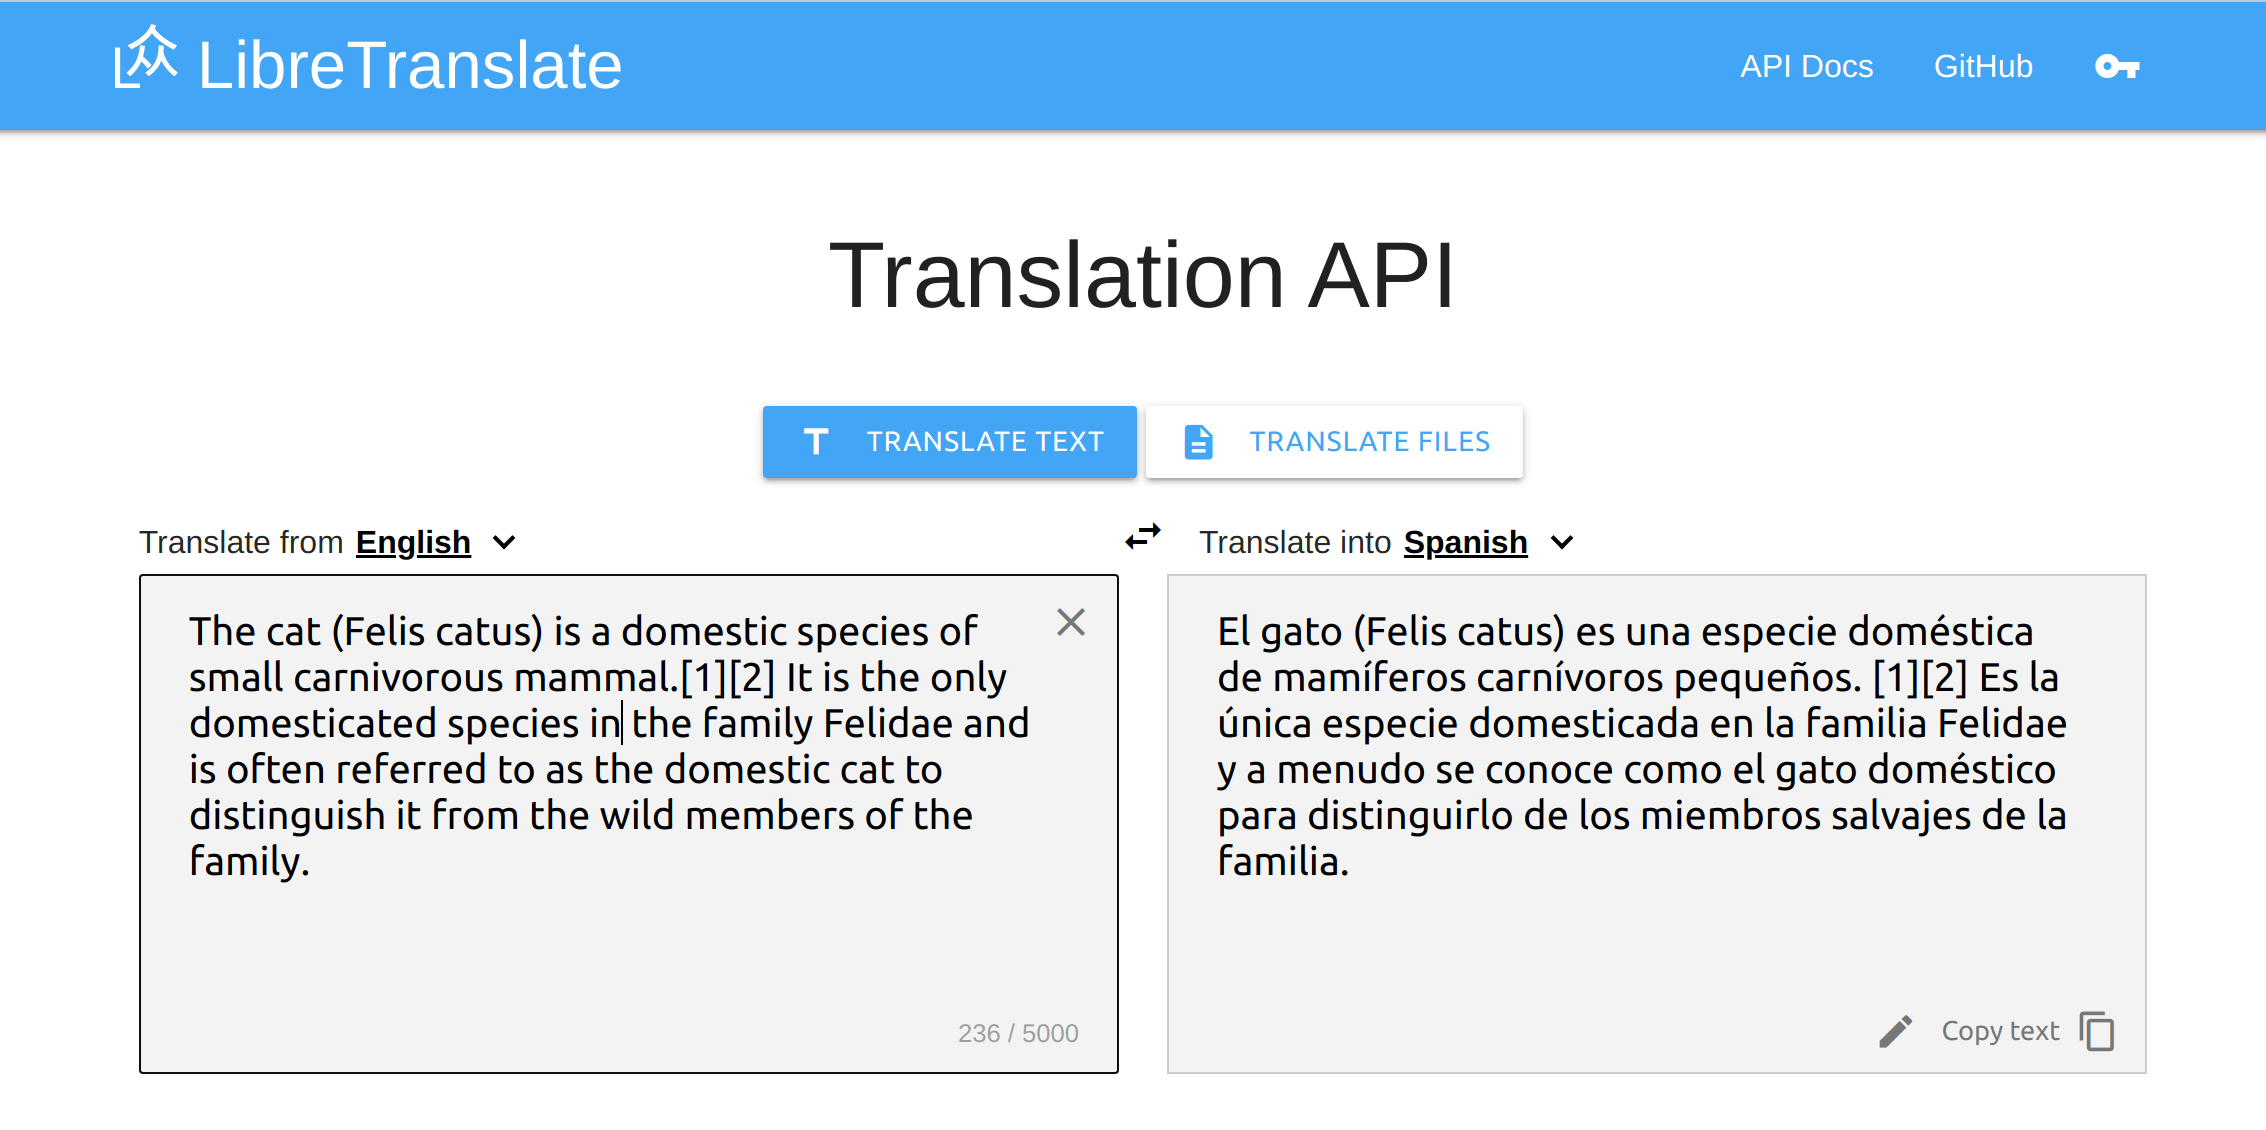 LibreTranslate
API Docs
GitHub
Translation API
TRANSLATE TEXT
TRANSLATE FILES
Translate from English
Translate into Spanish
The cat (Felis catus) is a domestic species of
small carnivorous mammal.[1][2] It is the only
domesticated species in the family Felidae and
is often referred to as the domestic cat to
distinguish it from the wild members of the
family.
236 / 5000
El gato (Felis catus) es una especie doméstica
de mamíferos carnívoros pequeños. [1][2] Es la
única especie domesticada en la familia Felidae
y a menudo se conoce como el gato doméstico
para distinguirlo de los miembros salvajes de la
familia.
Copy text